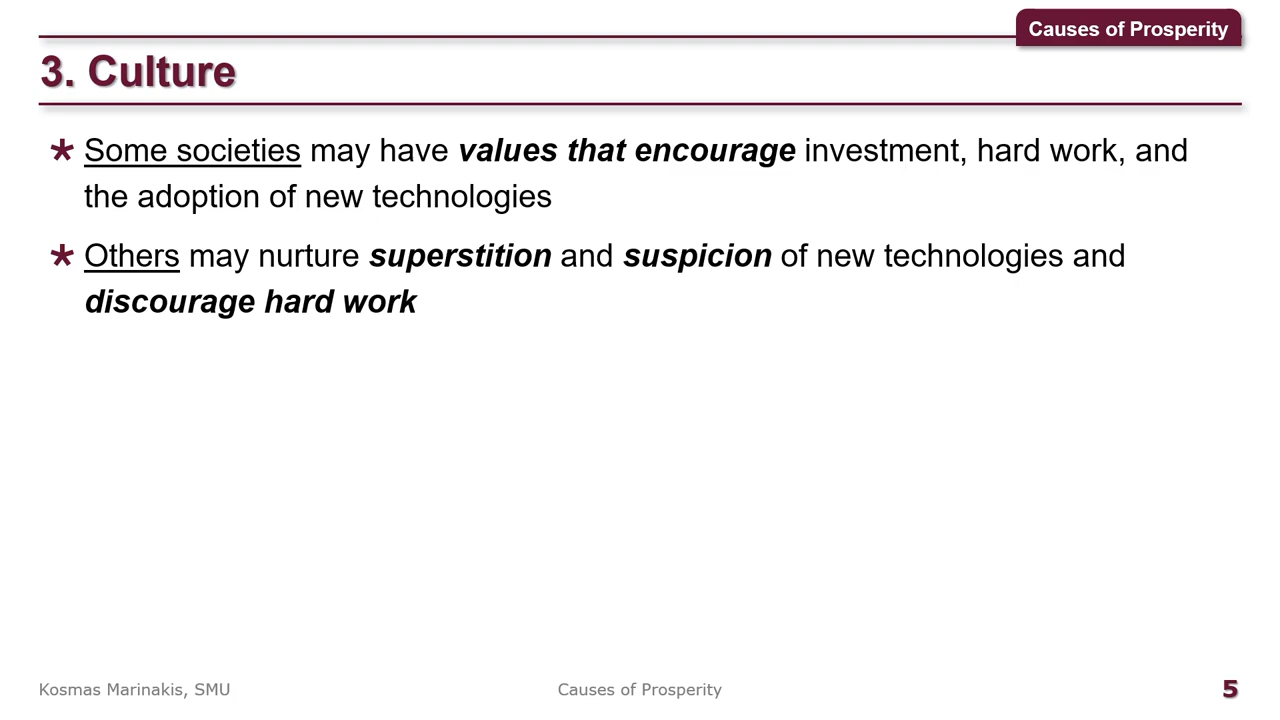 Causes of Prosperity
3. Culture
* Some societies may have values that encourage investment, hard work, and
the adoption of new technologies
* Others may nurture superstition and suspicion of new technologies and
discourage hard work
Kosmas Marinakis, SMU
Causes of Prosperity
5